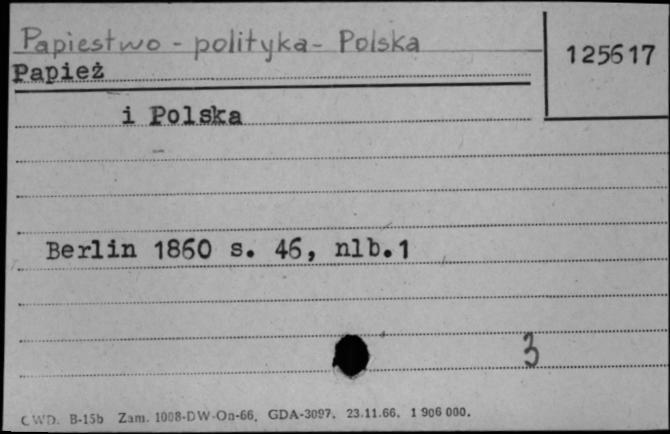 Papiestwo - polityka - Polska
125617
Papież
i Polska
Berlin 1860 s. 46, nlb.1
3
CWD. B-15b Zam. 1008-DW-On-66. GDA-3097. 23.11.66. 1 906 000.